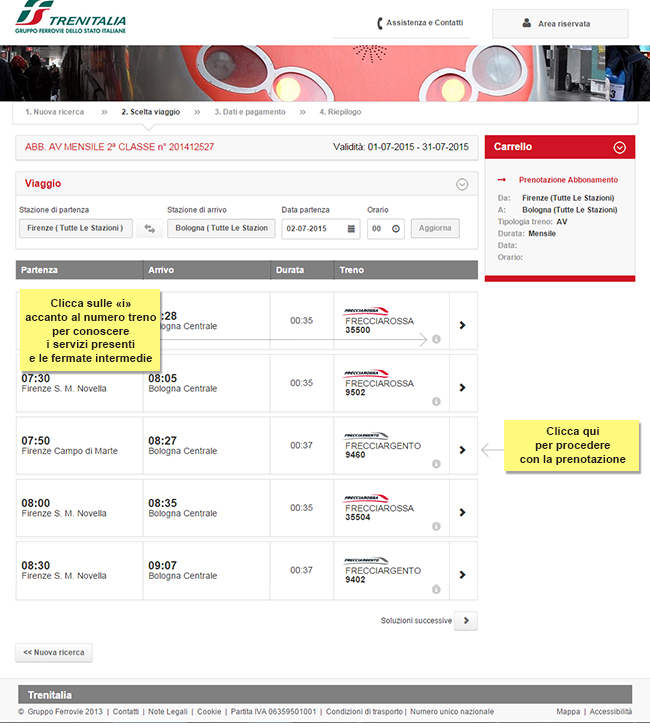 TRENITALIA
GRUPPO FERROVIE DELLO STATO ITALIANE
Assistenza e Contatti
Area riservata
1. Nuova ricerca » 2. Scelta viaggio » 3. Dati e pagamento » 4. Riepilogo
ABB. AV MENSILE 2ª CLASSE n° 201412527 Validità: 01-07-2015 - 31-07-2015
Carrello
Prenotazione Abbonamento
Da: Firenze (Tutte Le Stazioni)
A: Bologna (Tutte Le Stazioni)
Tipologia treno: AV
Durata: Mensile
Data:
Orario:
Viaggio
Stazione di partenza Stazione di arrivo Data partenza Orario
Firenze ( Tutte Le Stazioni ) Bologna ( Tutte Le Stazion 02-07-2015 00 Aggiorna
Partenza Arrivo Durata Treno
Clicca sulle «i»
accanto al numero treno
per conoscere
i servizi presenti
e le fermate intermedie
:28
Bologna Centrale
00:35
FRECCIAROSSA
FRECCIAROSSA
35500
07:30 08:05
Firenze S. M. Novella Bologna Centrale
00:35
FRECCIAROSSA
FRECCIAROSSA
9502
07:50 08:27
Firenze Campo di Marte Bologna Centrale
00:37
FRECCIARGENTO
FRECCIARGENTO
9460
Clicca qui
per procedere
con la prenotazione
08:00 08:35
Firenze S. M. Novella Bologna Centrale
00:35
FRECCIAROSSA
FRECCIAROSSA
35504
08:30 09:07
Firenze S. M. Novella Bologna Centrale
00:37
FRECCIARGENTO
FRECCIARGENTO
9402
Soluzioni successive
<< Nuova ricerca
Trenitalia
© Gruppo Ferrovie 2013 | Contatti | Note Legali | Cookie | Partita IVA 06359501001 | Condizioni di trasporto | Numero unico nazionale Mappa | Accessibilità